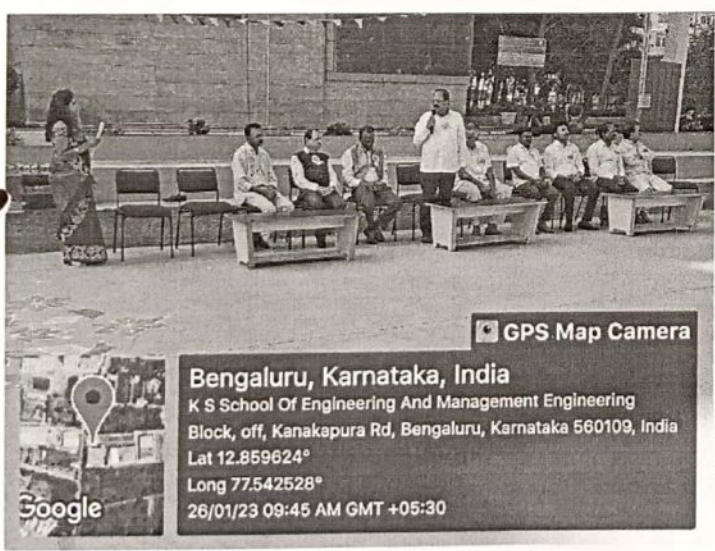 GPS Map Camera
Bengaluru, Karnataka, India
K S School Of Engineering And Management Engineering
Block, off, Kanakapura Rd, Bengaluru, Karnataka 560109, India
Lat 12.859624°
Long 77.542528°
26/01/23 09:45 AM GMT +05:30
Google